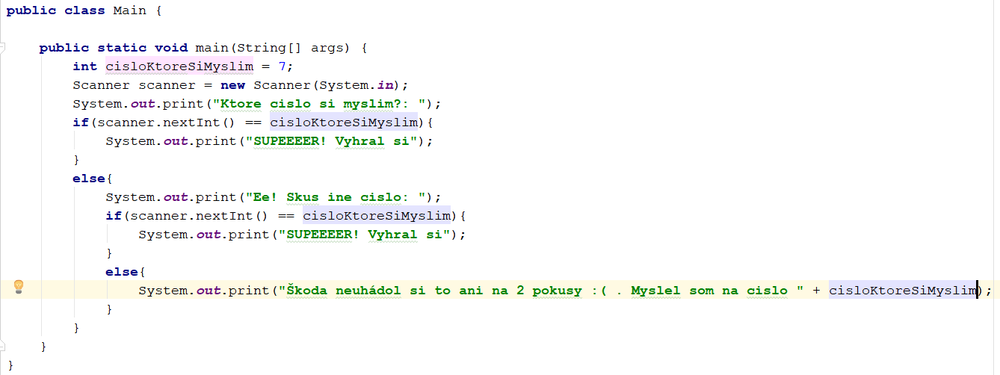 public class Main {
public static void main(String[] args) {
int cisloKtoreSiMyslim = 7;
Scanner scanner = new Scanner(System.in);
System.out.print("Ktore cislo si myslim?: ");
if(scanner.nextInt() == cisloKtoreSiMyslim){
System.out.print("SUPEEEER! Vyhral si");
}
else{
System.out.print("Ee! Skus ine cislo: ");
if(scanner.nextInt() == cisloKtoreSiMyslim){
System.out.print("SUPEEEER! Vyhral si");
}
else{
System.out.print("Škoda neuhádol si to ani na 2 pokusy :( . Myslel som na cislo " + cisloKtoreSiMyslim);
}
}
}
}